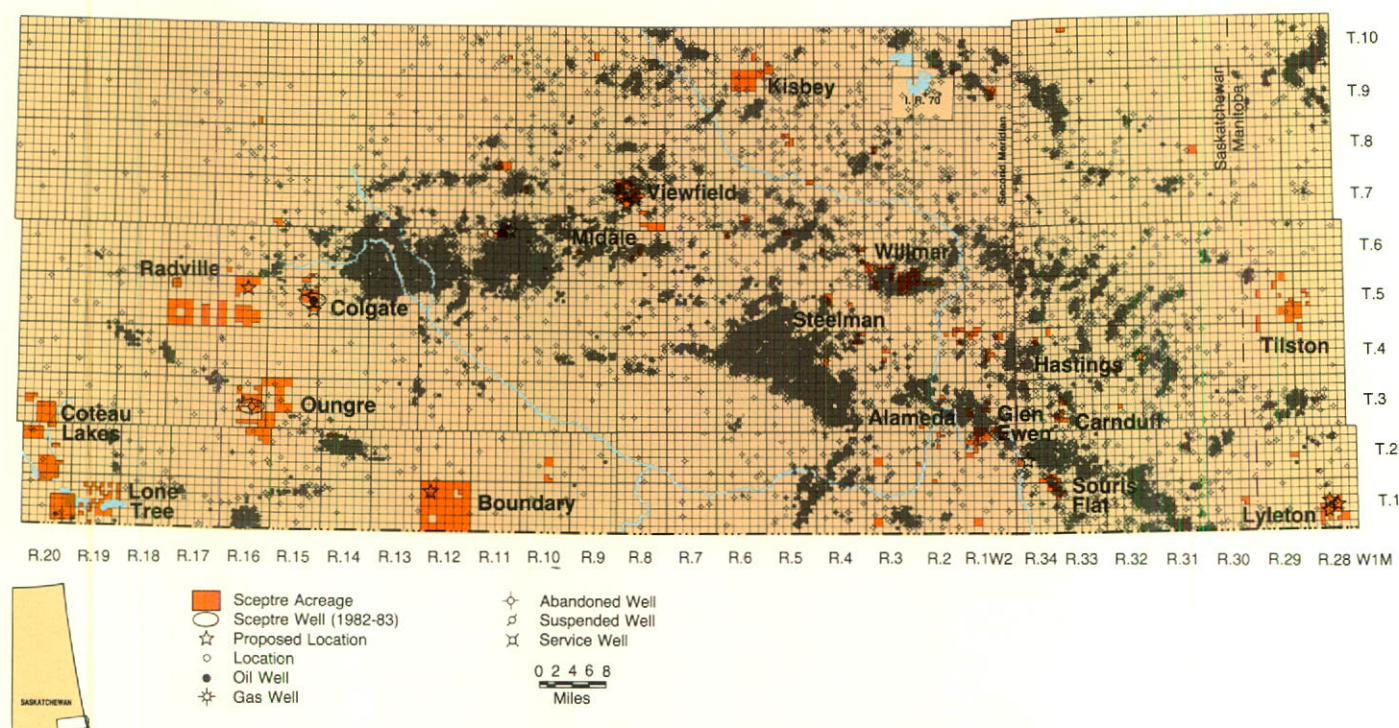 T.10
Kisbey
I. R. 70
T.9
Second Meridian
Saskatchewan
Manitoba
T.8
Viewfield
T.7
Midale
Willmar
T.6
Radville
Colgate
T.5
Steelman
Hastings
Tilston
T.4
Oungre
Coteau
Lakes
Alameda
Glen
Ewen
Carnduff
T.3
T.2
Lone
Tree
Boundary
Souris
Flat
Lyleton
T.1
R.20 R.19 R.18 R.17 R.16 R.15 R.14 R.13 R.12 R.11 R.10 R.9 R.8 R.7 R.6 R.5 R.4 R.3 R.2 R.1W2 R.34 R.33 R.32 R.31 R.30 R.29 R.28 W1M
Sceptre Acreage
Sceptre Well (1982-83)
Proposed Location
Location
Oil Well
Gas Well
Abandoned Well
Suspended Well
Service Well
0 2 4 6 8
Miles
SASKATCHEWAN